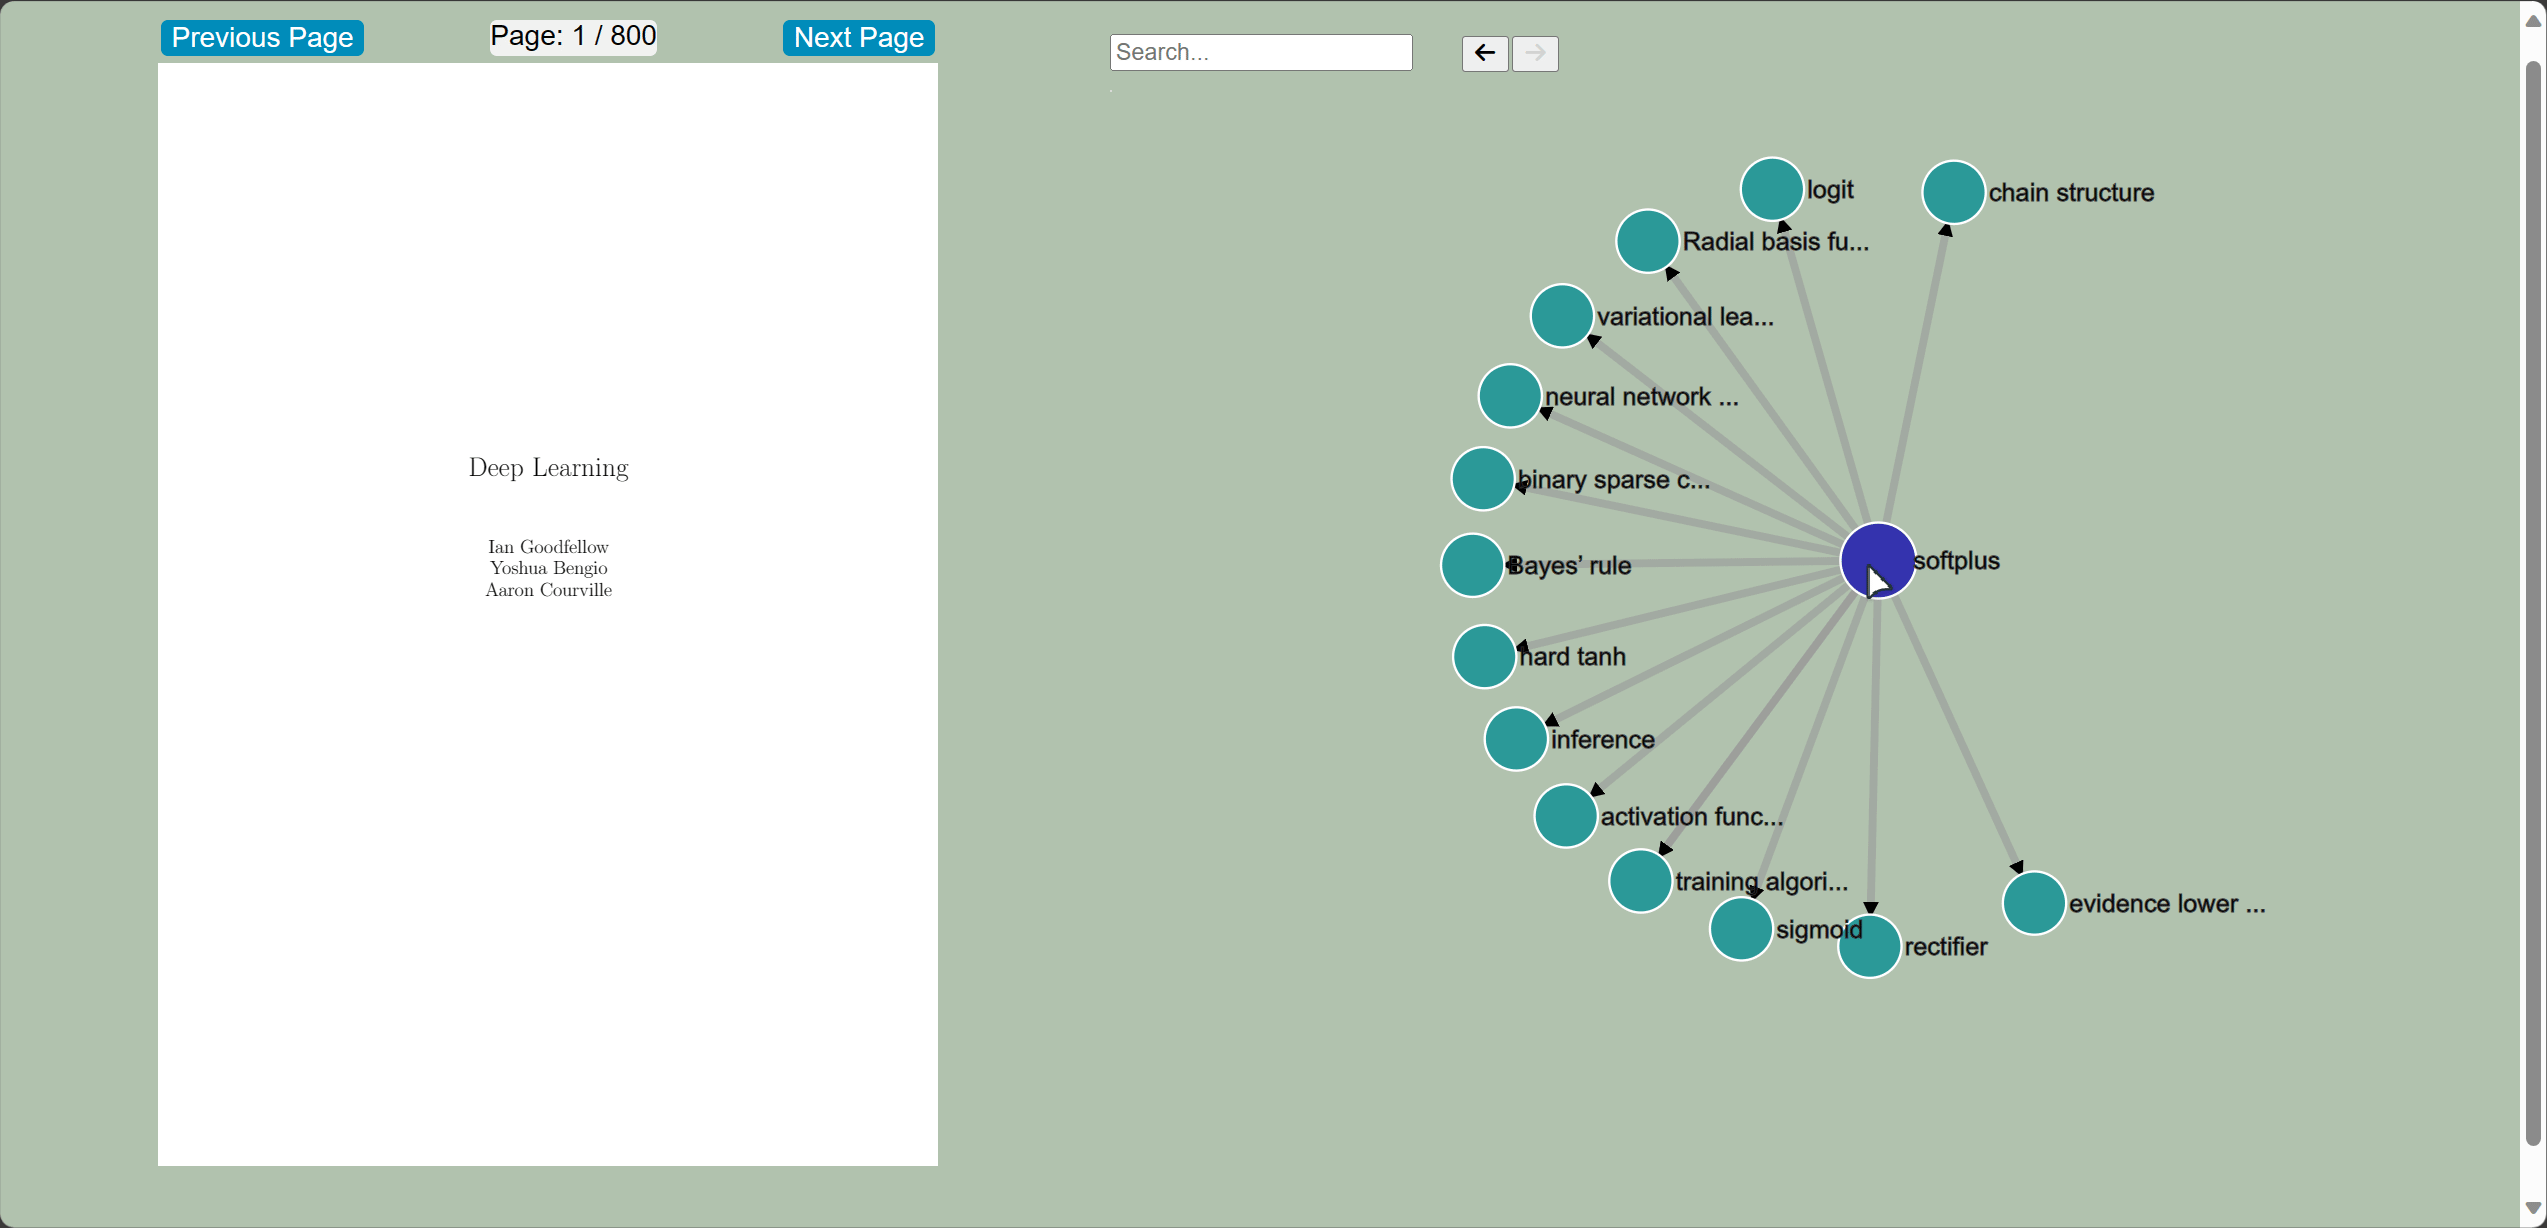 Previous Page
Page: 1 / 800
Next Page
Search...
Deep Learning
Ian Goodfellow
Yoshua Bengio
Aaron Courville
logit
chain structure
Radial basis fu...
variational lea...
neural network ...
binary sparse c...
Bayes’ rule
softplus
hard tanh
inference
activation func...
training algori...
evidence lower ...
sigmoid
rectifier